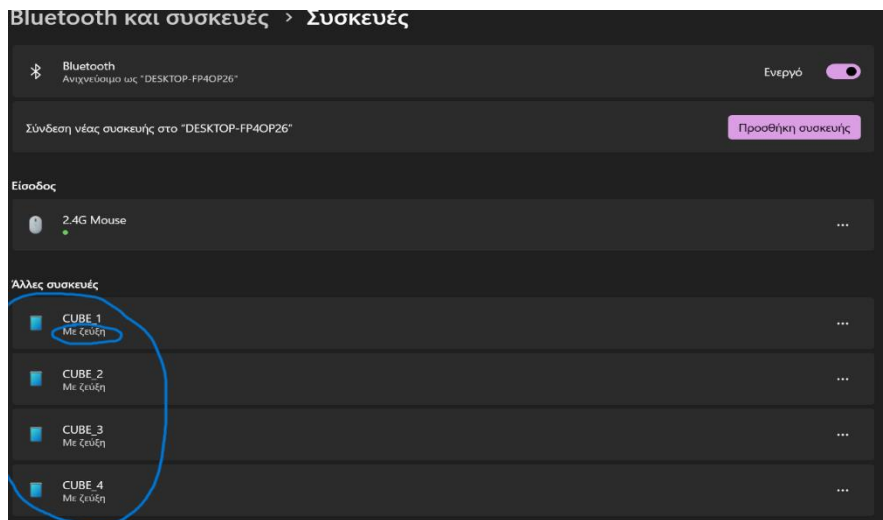 Bluetooth και συσκευές > Συσκευές
Bluetooth
Ανιχνεύσιμο ως "DESKTOP-FP4OP26"
Ενεργό
Σύνδεση νέας συσκευής στο "DESKTOP-FP4OP26"
Προσθήκη συσκευής
Είσοδος
2.4G Mouse
Άλλες συσκευές
CUBE_1
Με ζεύξη
CUBE_2
Με ζεύξη
CUBE_3
Με ζεύξη
CUBE_4
Με ζεύξη